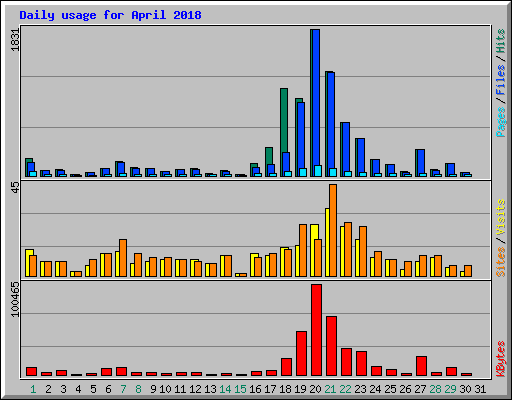 Daily usage for April 2018
1831
Pages / Files / Hits
45
Sites / Visits
100465
KBytes
1 2 3 4 5 6 7 8 9 10 11 12 13 14 15 16 17 18 19 20 21 22 23 24 25 26 27 28 29 30 31